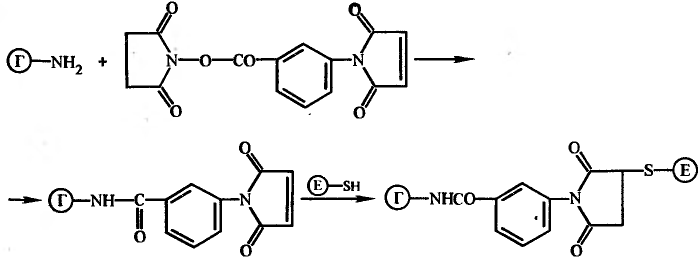 O O
Г—NH₂ + N—O—CO N
O O
O O
S—E
E—SH
Г—NH—C N Г—NHCO N
O O O